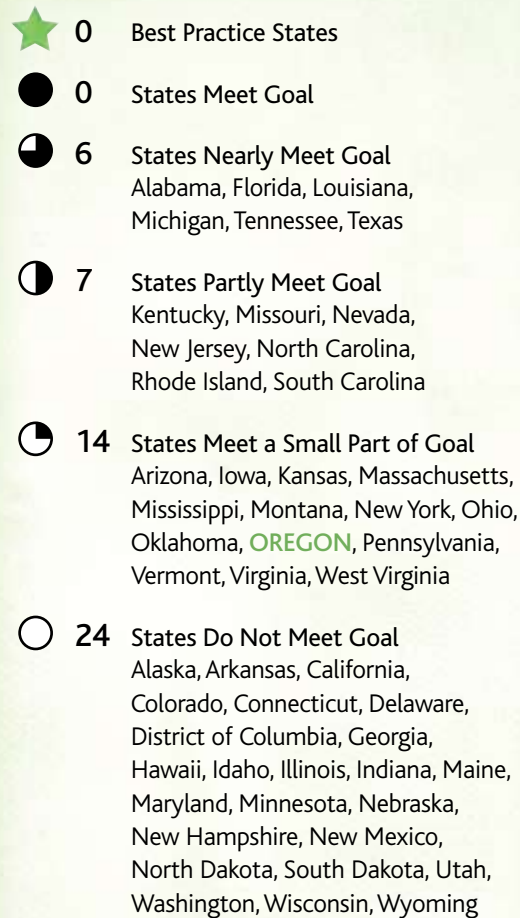 0 Best Practice States
0 States Meet Goal
6 States Nearly Meet Goal
Alabama, Florida, Louisiana,
Michigan, Tennessee, Texas
7 States Partly Meet Goal
Kentucky, Missouri, Nevada,
New Jersey, North Carolina,
Rhode Island, South Carolina
14 States Meet a Small Part of Goal
Arizona, Iowa, Kansas, Massachusetts,
Mississippi, Montana, New York, Ohio,
Oklahoma, OREGON, Pennsylvania,
Vermont, Virginia, West Virginia
24 States Do Not Meet Goal
Alaska, Arkansas, California,
Colorado, Connecticut, Delaware,
District of Columbia, Georgia,
Hawaii, Idaho, Illinois, Indiana, Maine,
Maryland, Minnesota, Nebraska,
New Hampshire, New Mexico,
North Dakota, South Dakota, Utah,
Washington, Wisconsin, Wyoming